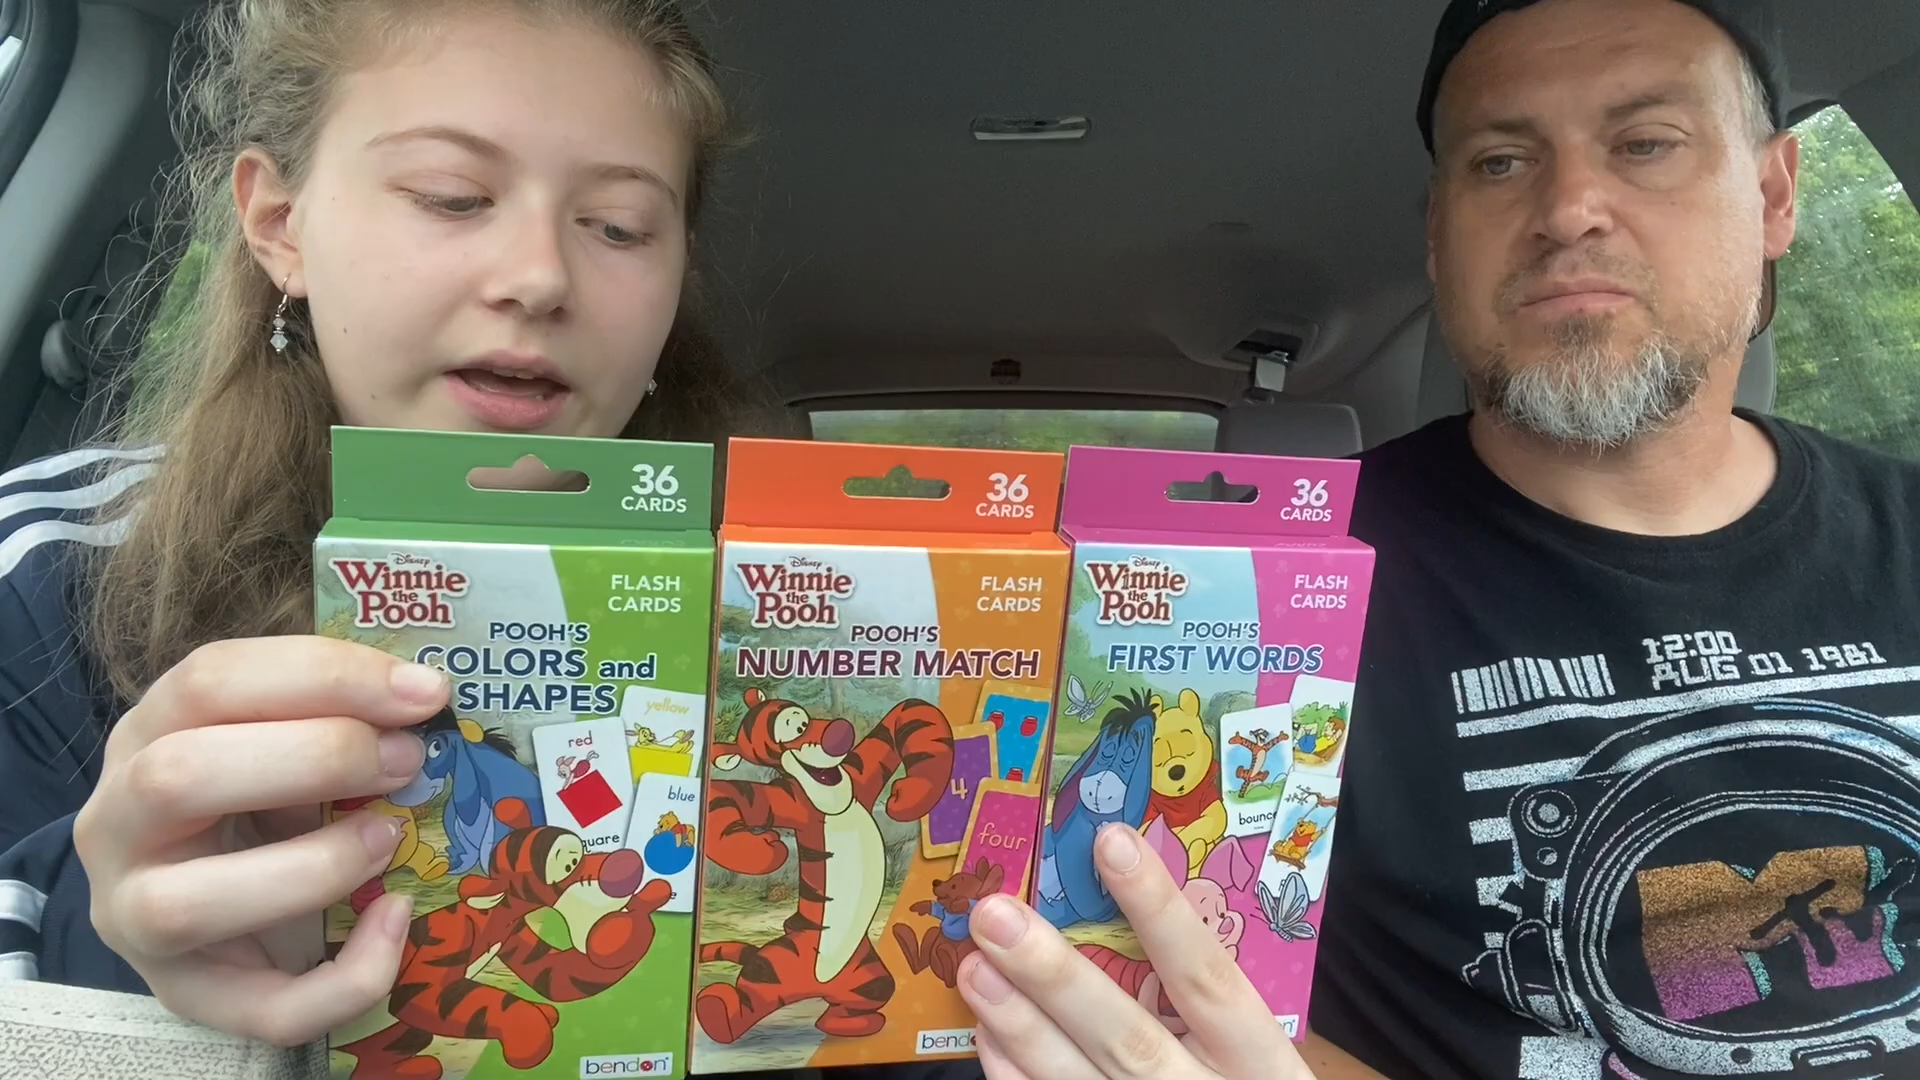 36
CARDS
Disney
Winnie
the
Pooh
FLASH
CARDS
POOH'S
COLORS and
SHAPES
yellow
red
blue
bendon
36
CARDS
Disney
Winnie
the
Pooh
FLASH
CARDS
POOH'S
NUMBER MATCH
4
four
36
CARDS
Disney
Winnie
the
Pooh
FLASH
CARDS
POOH'S
FIRST WORDS
bounce
12:00
AUG 01 1981
MTV